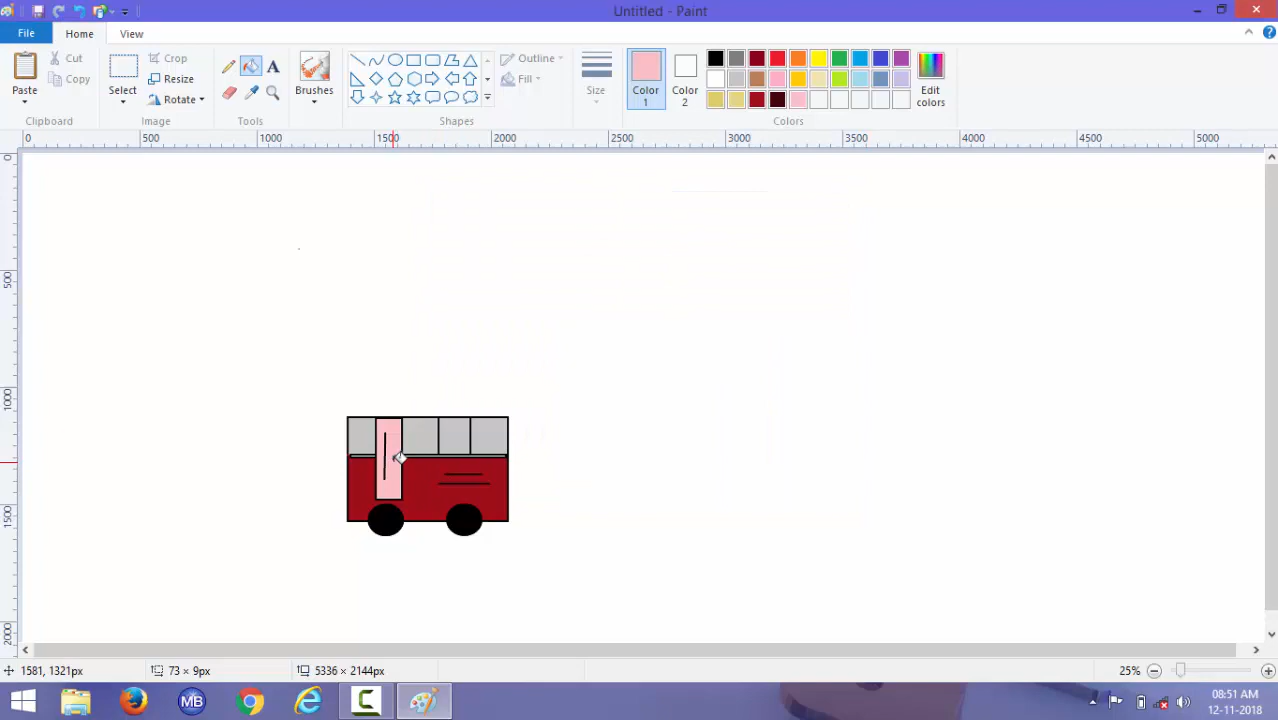 Untitled - Paint
File Home View
Paste
Clipboard
Cut
Copy
Select
Crop
Resize
Rotate
Image
A
Tools
Brushes
Outline
Fill
Shapes
Size
Color 1
Color 2
Edit colors
Colors
0 500 1000 1500 2000 2500 3000 3500 4000 4500 5000
0
500
1000
1500
2000
1581, 1321px 73 × 9px 5336 × 2144px 25%
MB
08:51 AM
12-11-2018